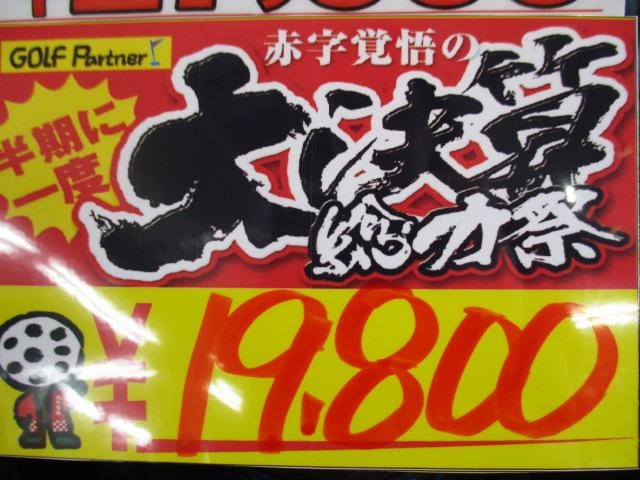 GOLF Partner
赤字覚悟の
半期に
一度
大決算
総力祭
¥19,800